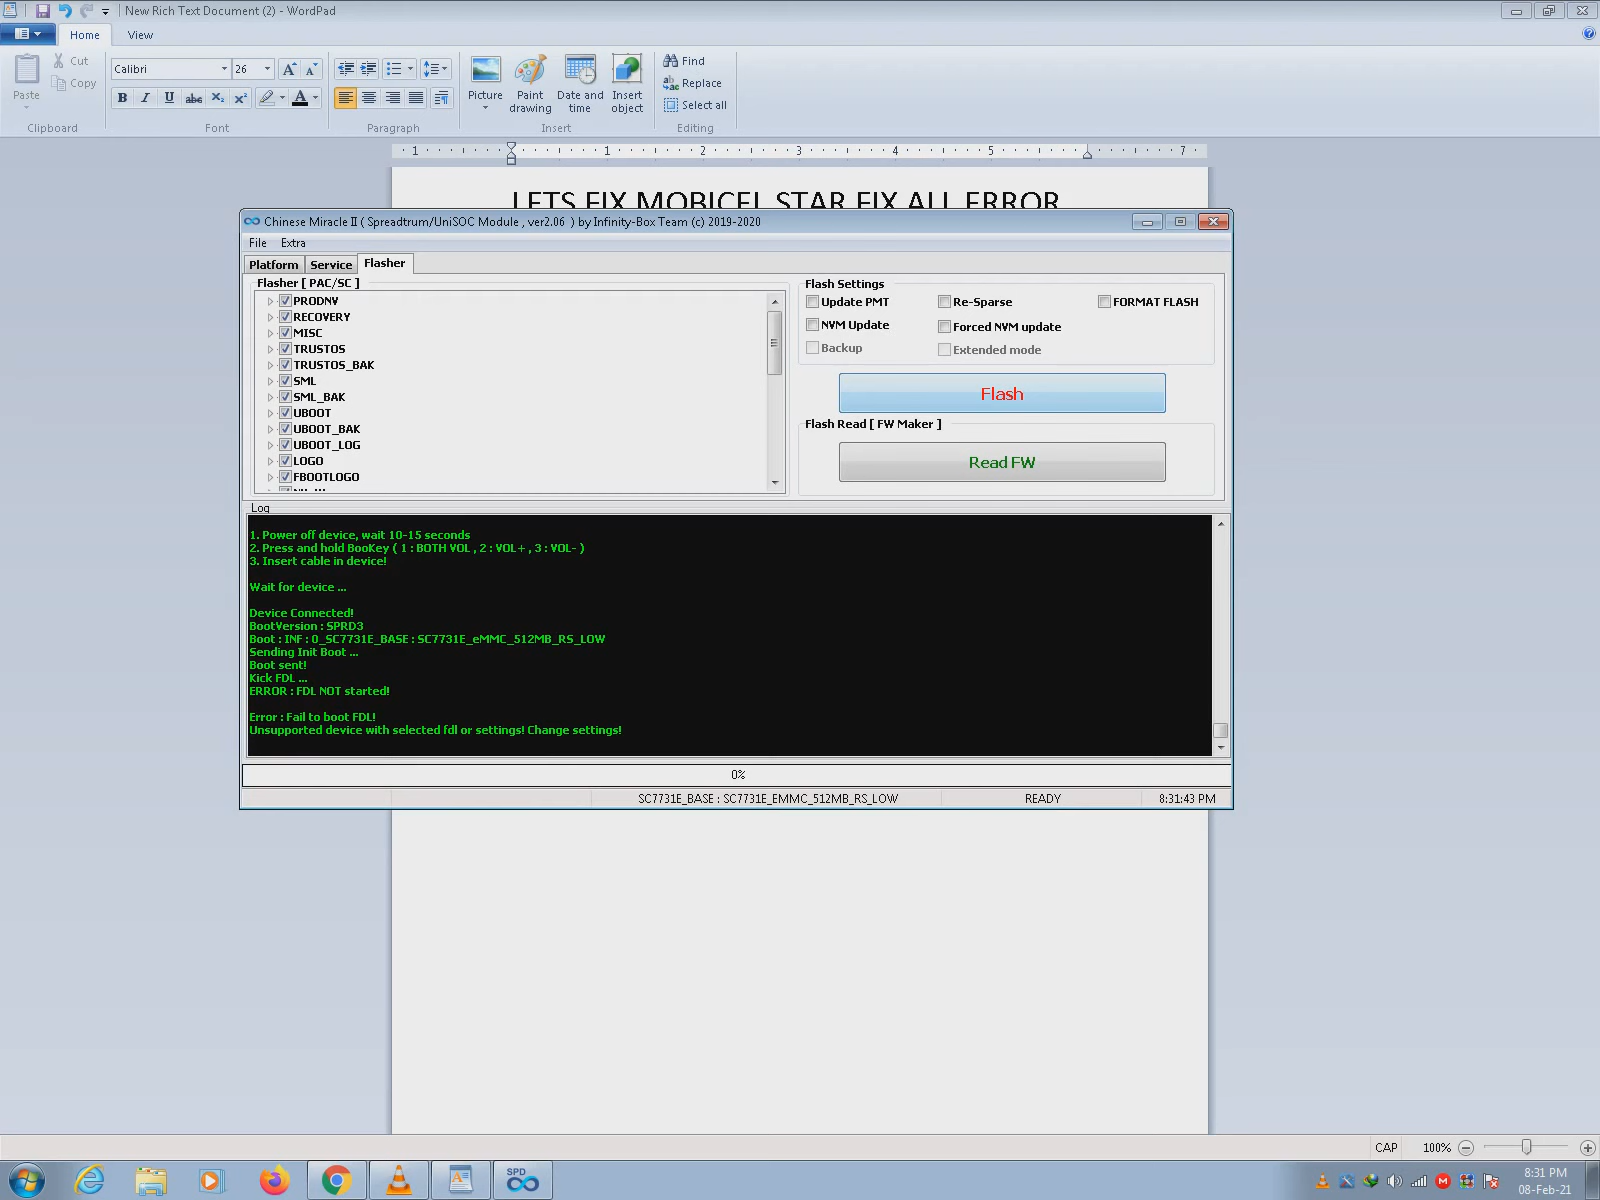 New Rich Text Document (2) - WordPad
Home
View
Paste
Cut
Copy
Clipboard
Calibri
26
Font
Paragraph
Picture
Paint drawing
Date and time
Insert object
Insert
Find
Replace
Select all
Editing
1 1 2 3 4 5 7
LETS FIX MOBICEL STAR FIX ALL ERROR
Chinese Miracle II ( Spreadtrum/UniSOC Module , ver2.06 ) by Infinity-Box Team (c) 2019-2020
File Extra
Platform Service Flasher
Flasher [ PAC/SC ]
PRODNV
RECOVERY
MISC
TRUSTOS
TRUSTOS_BAK
SML
SML_BAK
UBOOT
UBOOT_BAK
UBOOT_LOG
LOGO
FBOOTLOGO
Flash Settings
Update PMT Re-Sparse FORMAT FLASH
NVM Update Forced NVM update
Backup Extended mode
Flash
Flash Read [ FW Maker ]
Read FW
Log
1. Power off device, wait 10-15 seconds
2. Press and hold BooKey ( 1 : BOTH VOL , 2 : VOL+ , 3 : VOL- )
3. Insert cable in device!
Wait for device ...
Device Connected!
BootVersion : SPRD3
Boot : INF : 0_SC7731E_BASE : SC7731E_eMMC_512MB_RS_LOW
Sending Init Boot ...
Boot sent!
Kick FDL ...
ERROR : FDL NOT started!
Error : Fail to boot FDL!
Unsupported device with selected fdl or settings! Change settings!
0%
SC7731E_BASE : SC7731E_EMMC_512MB_RS_LOW READY 8:31:43 PM
CAP 100%
SPD
8:31 PM
08-Feb-21